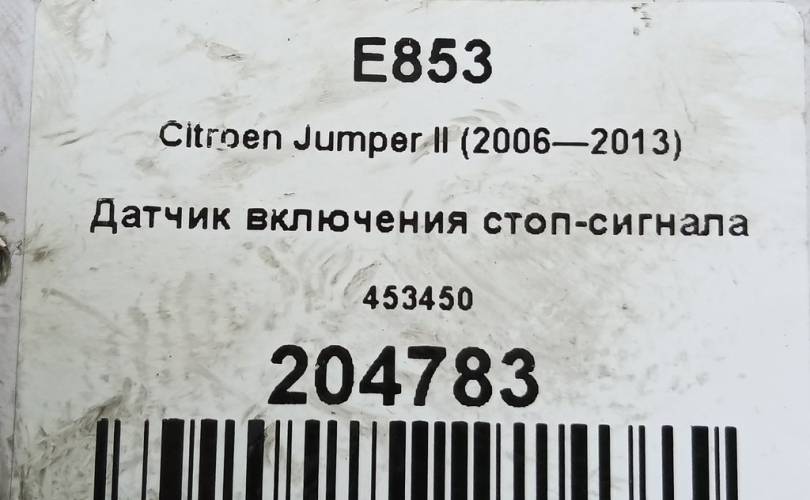 E853
Citroen Jumper II (2006—2013)
Датчик включения стоп-сигнала
453450
204783